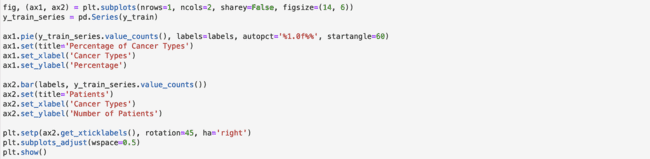 fig, (ax1, ax2) = plt.subplots(nrows=1, ncols=2, sharey=False, figsize=(14, 6))
y_train_series = pd.Series(y_train)
ax1.pie(y_train_series.value_counts(), labels=labels, autopct='%1.0f%%', startangle=60)
ax1.set(title='Percentage of Cancer Types')
ax1.set_xlabel('Cancer Types')
ax1.set_ylabel('Percentage')
ax2.bar(labels, y_train_series.value_counts())
ax2.set(title='Patients')
ax2.set_xlabel('Cancer Types')
ax2.set_ylabel('Number of Patients')
plt.setp(ax2.get_xticklabels(), rotation=45, ha='right')
plt.subplots_adjust(wspace=0.5)
plt.show()